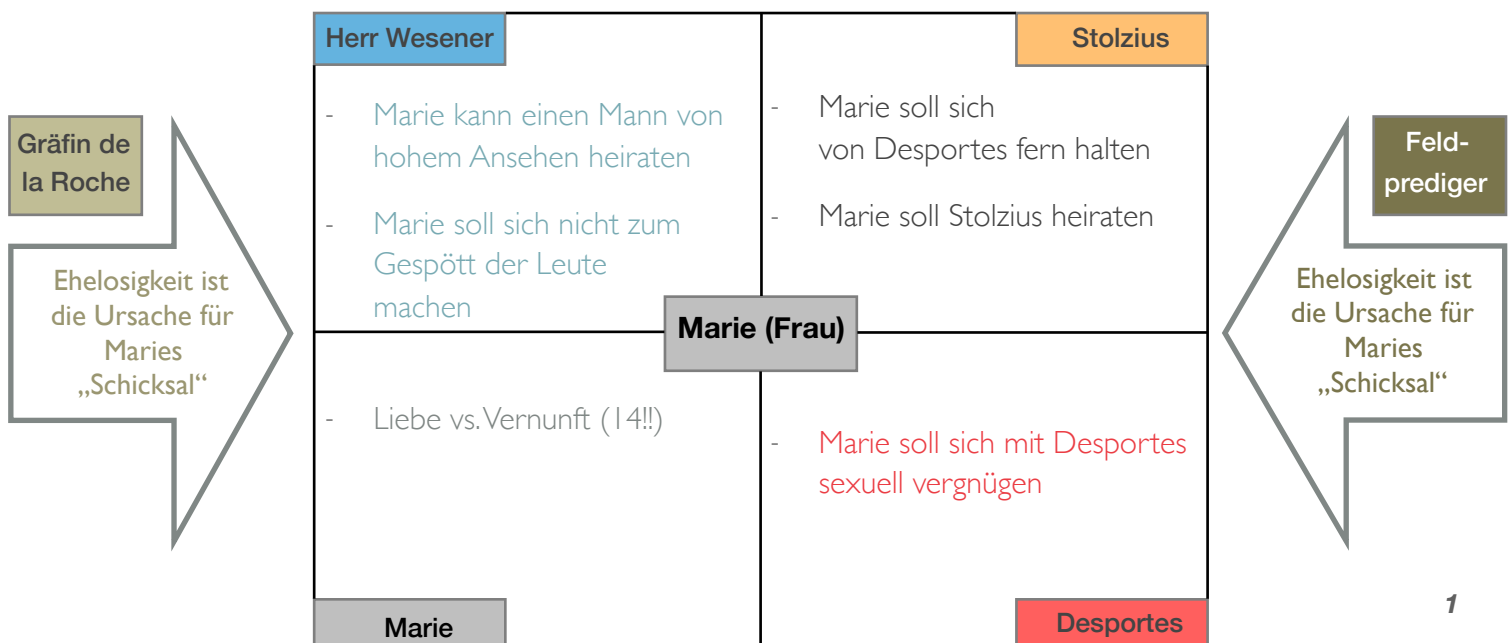 Herr Wesener
- Marie kann einen Mann von
hohem Ansehen heiraten
- Marie soll sich nicht zum
Gespött der Leute
machen
Stolzius
- Marie soll sich
von Desportes fern halten
- Marie soll Stolzius heiraten
Gräfin de
la Roche
Ehelosigkeit ist
die Ursache für
Maries
„Schicksal“
Marie (Frau)
Feld-
prediger
Ehelosigkeit ist
die Ursache für
Maries
„Schicksal“
- Liebe vs. Vernunft (14!!)
Marie
- Marie soll sich mit Desportes
sexuell vergnügen
Desportes
1